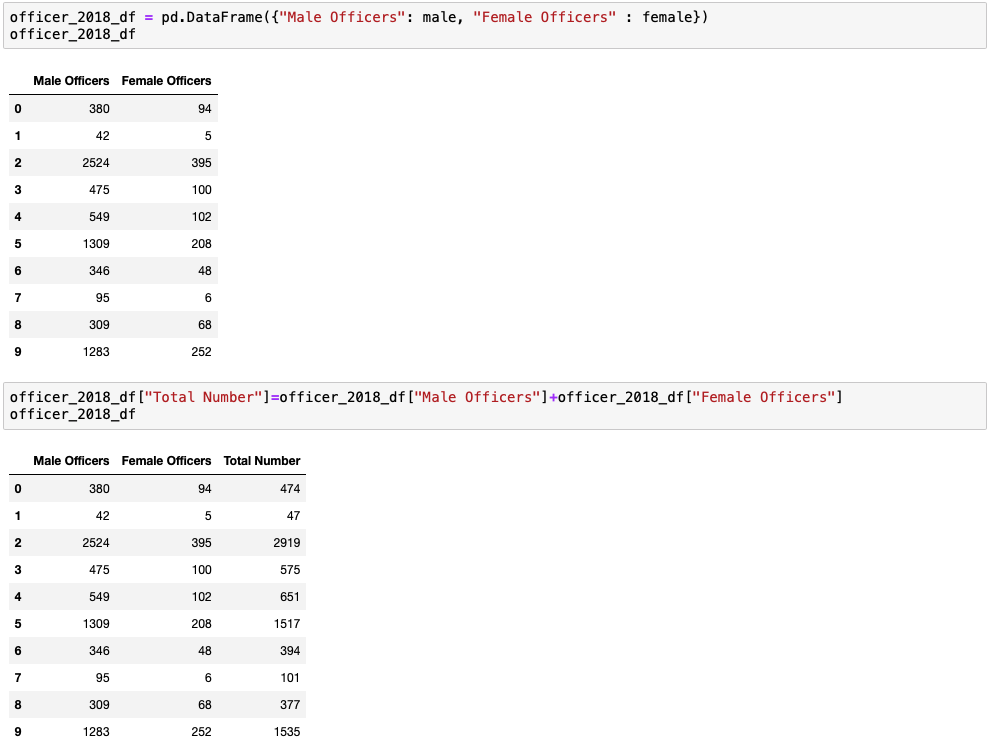 officer_2018_df = pd.DataFrame({"Male Officers": male, "Female Officers" : female})
officer_2018_df
Male Officers Female Officers
0 380 94
1 42 5
2 2524 395
3 475 100
4 549 102
5 1309 208
6 346 48
7 95 6
8 309 68
9 1283 252
officer_2018_df["Total Number"]=officer_2018_df["Male Officers"]+officer_2018_df["Female Officers"]
officer_2018_df
Male Officers Female Officers Total Number
0 380 94 474
1 42 5 47
2 2524 395 2919
3 475 100 575
4 549 102 651
5 1309 208 1517
6 346 48 394
7 95 6 101
8 309 68 377
9 1283 252 1535